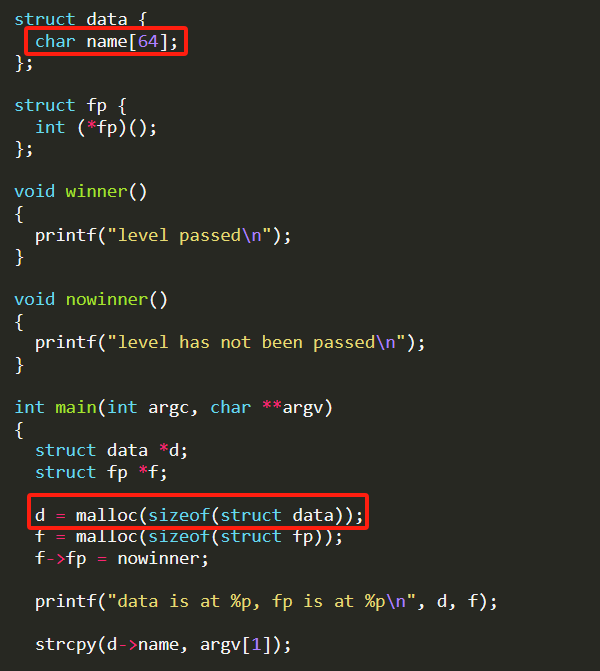 struct data {
  char name[64];
};
struct fp {
  int (*fp)();
};
void winner()
{
  printf("level passed\n");
}
void nowinner()
{
  printf("level has not been passed\n");
}
int main(int argc, char **argv)
{
  struct data *d;
  struct fp *f;
  d = malloc(sizeof(struct data));
  f = malloc(sizeof(struct fp));
  f->fp = nowinner;
  printf("data is at %p, fp is at %p\n", d, f);
  strcpy(d->name, argv[1]);